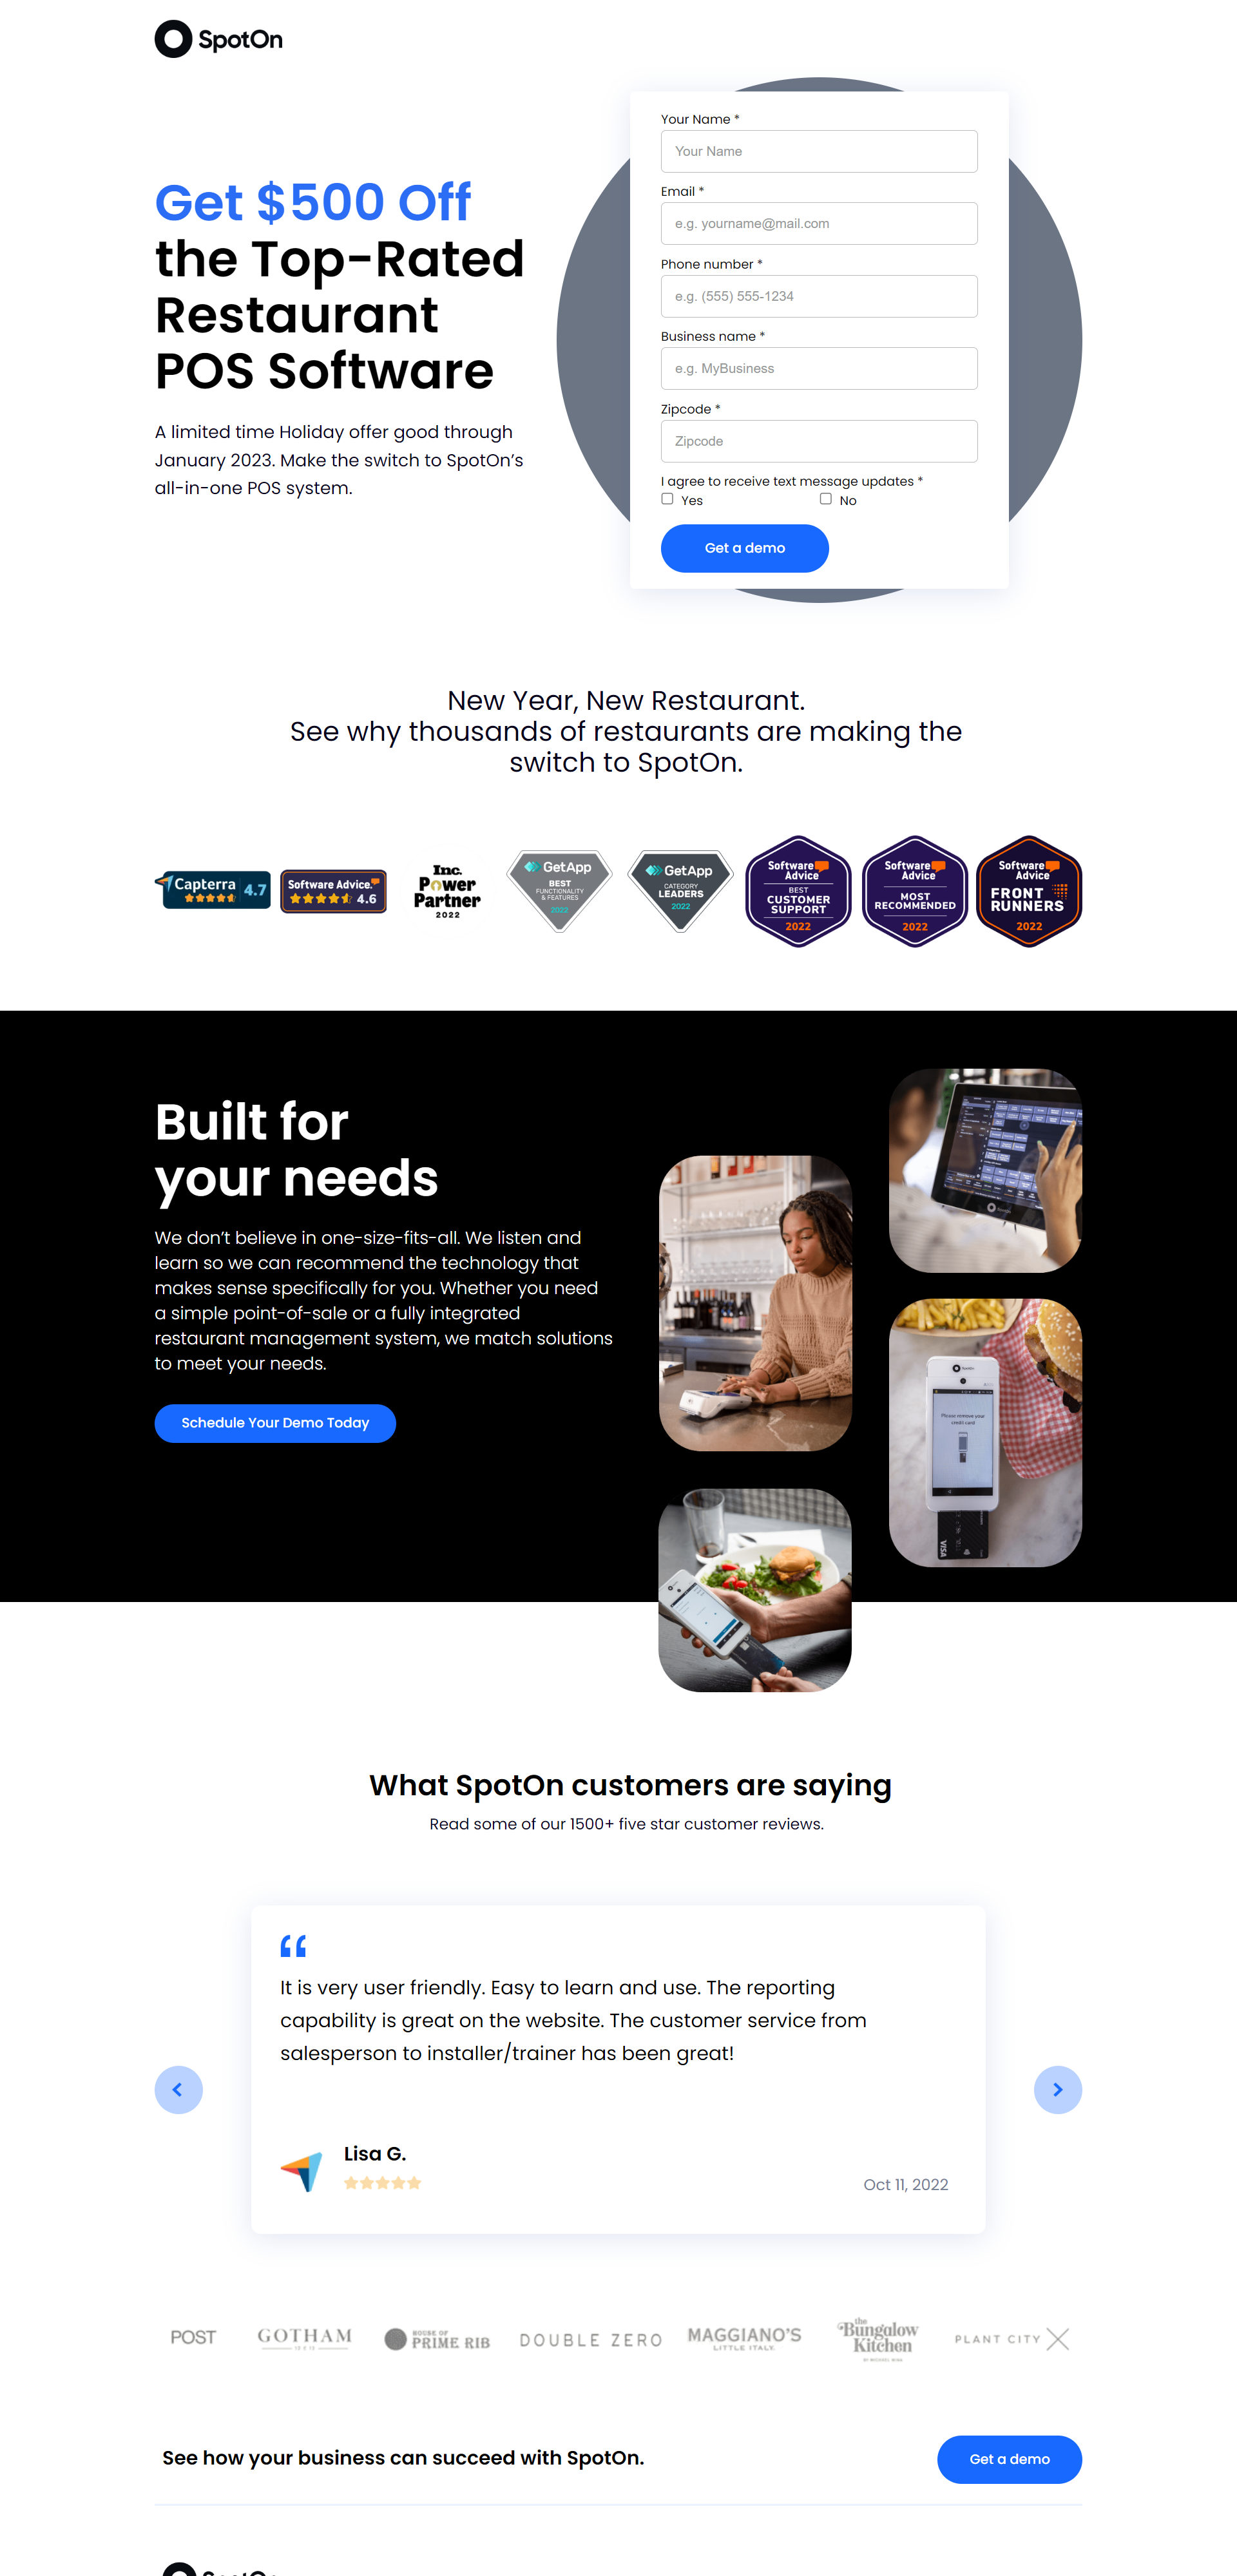 SpotOn
Get $500 Off
the Top-Rated
Restaurant
POS Software
A limited time Holiday offer good through
January 2023. Make the switch to SpotOn's
all-in-one POS system.
Your Name *
Your Name
Email *
e.g. yourname@mail.com
Phone number *
e.g. (555) 555-1234
Business name *
e.g. MyBusiness
Zipcode *
Zipcode
I agree to receive text message updates *
Yes No
Get a demo
New Year, New Restaurant.
See why thousands of restaurants are making the
switch to SpotOn.
Capterra 4.7
Software Advice. 4.6
Inc.
Power
Partner
2022
GetApp
BEST
FUNCTIONALITY
& FEATURES
2022
GetApp
CATEGORY
LEADERS
2022
Software
Advice
BEST
CUSTOMER
SUPPORT
2022
Software
Advice
MOST
RECOMMENDED
2022
Software
Advice
FRONT
RUNNERS
2022
Built for
your needs
We don't believe in one-size-fits-all. We listen and
learn so we can recommend the technology that
makes sense specifically for you. Whether you need
a simple point-of-sale or a fully integrated
restaurant management system, we match solutions
to meet your needs.
Schedule Your Demo Today
Please remove your
credit card
VISA
What SpotOn customers are saying
Read some of our 1500+ five star customer reviews.
It is very user friendly. Easy to learn and use. The reporting
capability is great on the website. The customer service from
salesperson to installer/trainer has been great!
Lisa G.
Oct 11, 2022
POST
GOTHAM
HOUSE OF
PRIME RIB
DOUBLE ZERO
MAGGIANO'S
LITTLE ITALY.
the
Bungalow
Kitchen
PLANT CITY X
See how your business can succeed with SpotOn.
Get a demo